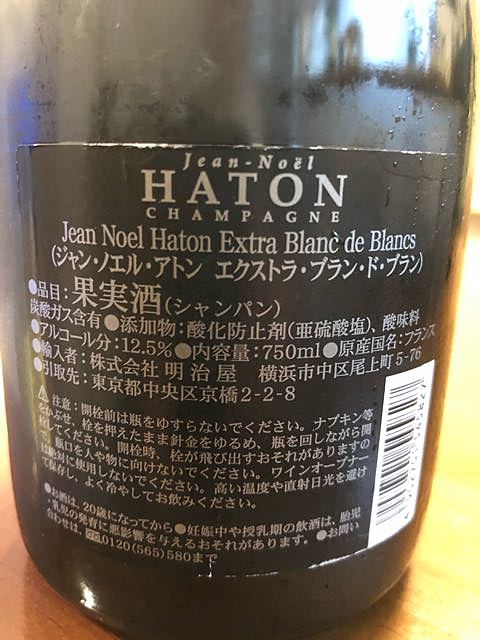 Jean-Noël
HATON
CHAMPAGNE
Jean Noel Haton Extra Blanc de Blancs
(ジャン・ノエル・アトン エクストラ・ブラン・ド・ブラン)
●品目：果実酒(シャンパン)
炭酸ガス含有●添加物：酸化防止剤(亜硫酸塩)、酸味料
●アルコール分：12.5%●内容量：750ml●原産国名：フランス
●輸入者：株式会社 明治屋 横浜市中区尾上町5-76
●引取先：東京都中央区京橋2-2-8
⚠注意：開栓前は瓶をゆすらないでください。ナプキン等
をかぶせ、栓を押えたまま針金をゆるめ、瓶を回しながら開
栓してください。開栓時、栓が飛び出すおそれがありますの
で、瓶口を人や物に向けないでください。ワインオープナー
は絶対に使用しないでください。高い温度や直射日光を避け
て保存し、よく冷やしてお飲みください。
●お酒は、20歳になってから●妊娠中や授乳期の飲酒は、胎児
・乳児の発育に悪影響を与えるおそれがあります。●お問い
合わせは 0120(565)580まで